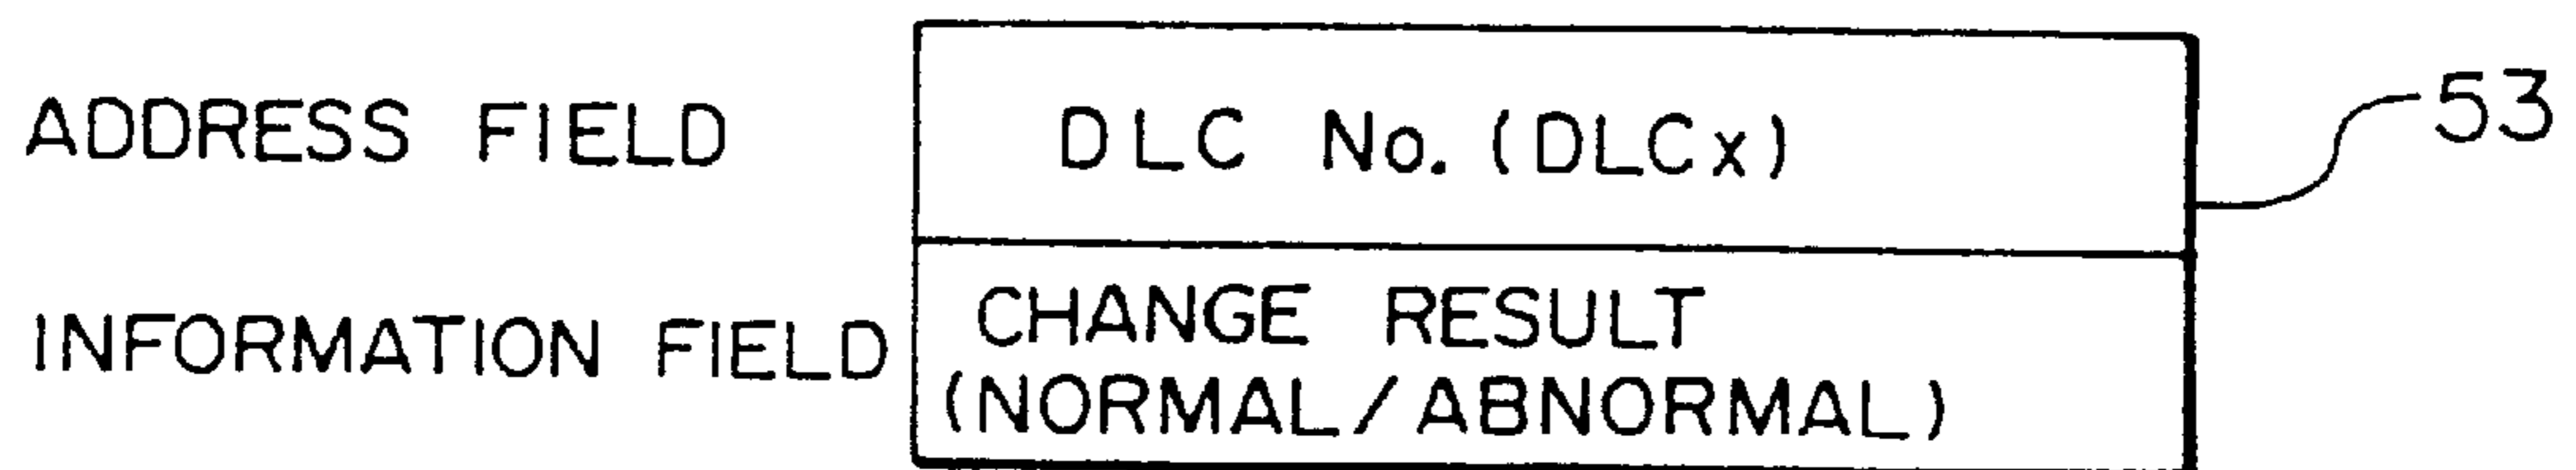 ADDRESS FIELD
DLC No. (DLCx)
53
INFORMATION FIELD
CHANGE RESULT
(NORMAL/ABNORMAL)